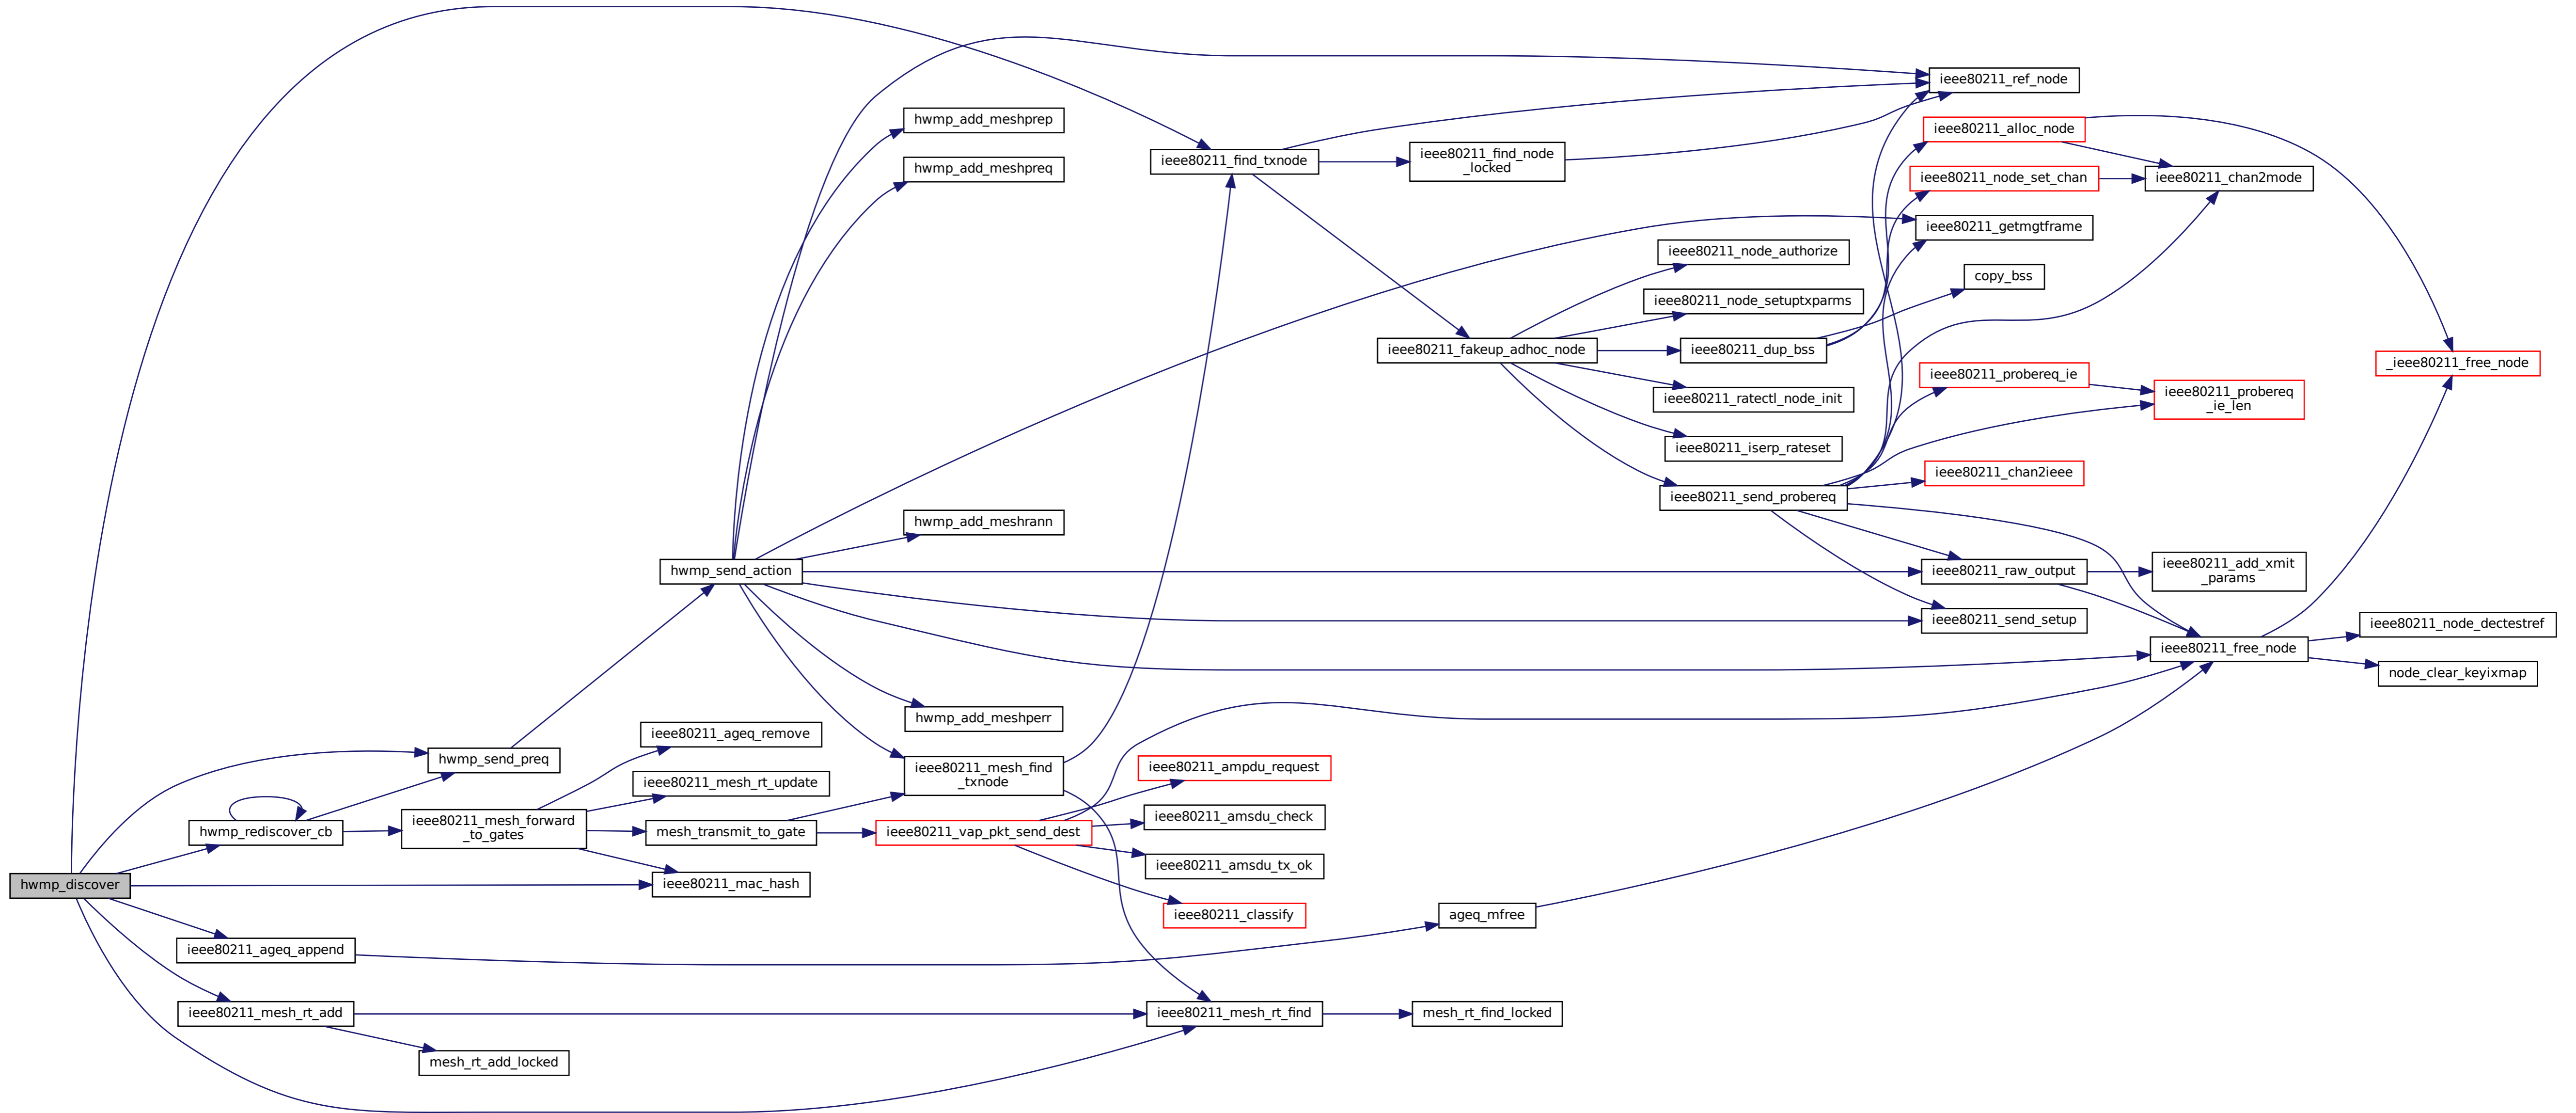 ieee80211_ref_node
hwmp_add_meshprep
ieee80211_alloc_node
ieee80211_find_node
_locked
ieee80211_find_txnode
hwmp_add_meshpreq
ieee80211_node_set_chan
ieee80211_chan2mode
ieee80211_getmgtframe
ieee80211_node_authorize
copy_bss
ieee80211_node_setuptxparms
ieee80211_fakeup_adhoc_node
ieee80211_dup_bss
_ieee80211_free_node
ieee80211_probereq_ie
ieee80211_probereq
_ie_len
ieee80211_ratectl_node_init
ieee80211_iserp_rateset
ieee80211_chan2ieee
ieee80211_send_probereq
hwmp_add_meshrann
hwmp_send_action
ieee80211_raw_output
ieee80211_add_xmit
_params
ieee80211_send_setup
ieee80211_node_dectestref
ieee80211_free_node
node_clear_keyixmap
hwmp_add_meshperr
ieee80211_ageq_remove
hwmp_send_preq
ieee80211_mesh_find
_txnode
ieee80211_ampdu_request
ieee80211_mesh_rt_update
ieee80211_amsdu_check
hwmp_rediscover_cb
ieee80211_mesh_forward
_to_gates
mesh_transmit_to_gate
ieee80211_vap_pkt_send_dest
ieee80211_amsdu_tx_ok
hwmp_discover
ieee80211_mac_hash
ieee80211_classify
ageq_mfree
ieee80211_ageq_append
ieee80211_mesh_rt_add
ieee80211_mesh_rt_find
mesh_rt_find_locked
mesh_rt_add_locked